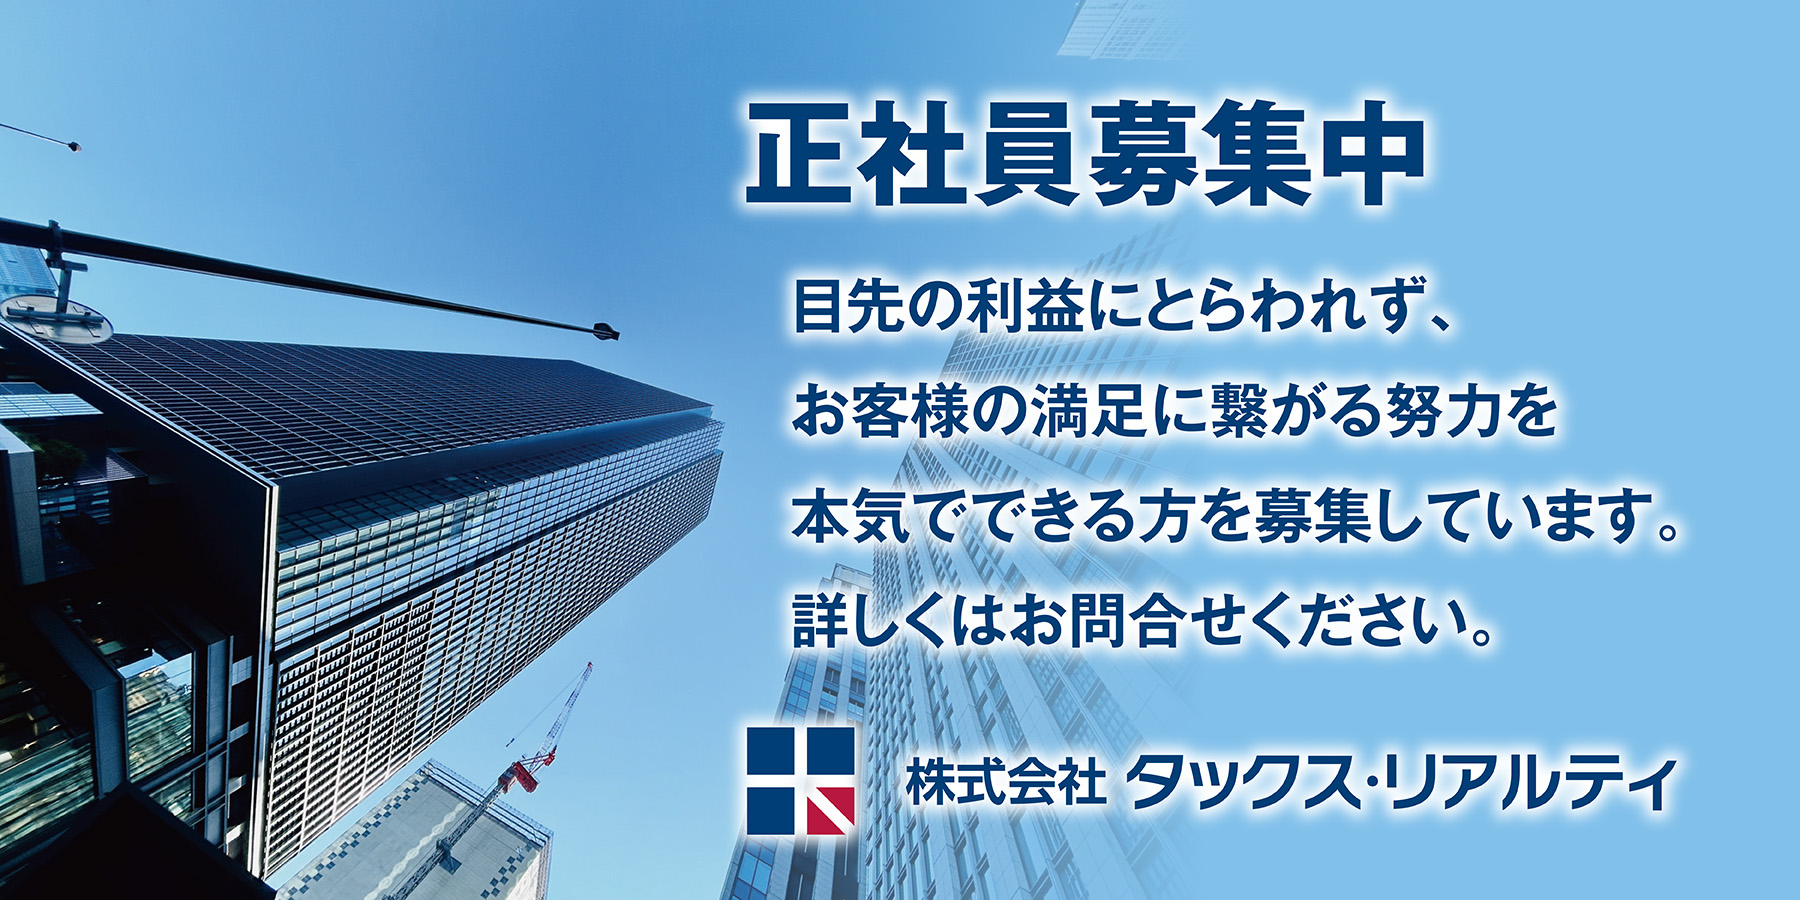 正社員募集中
目先の利益にとらわれず、
お客様の満足に繋がる努力を
本気でできる方を募集しています。
詳しくはお問合せください。
株式会社 タックス・リアルティ